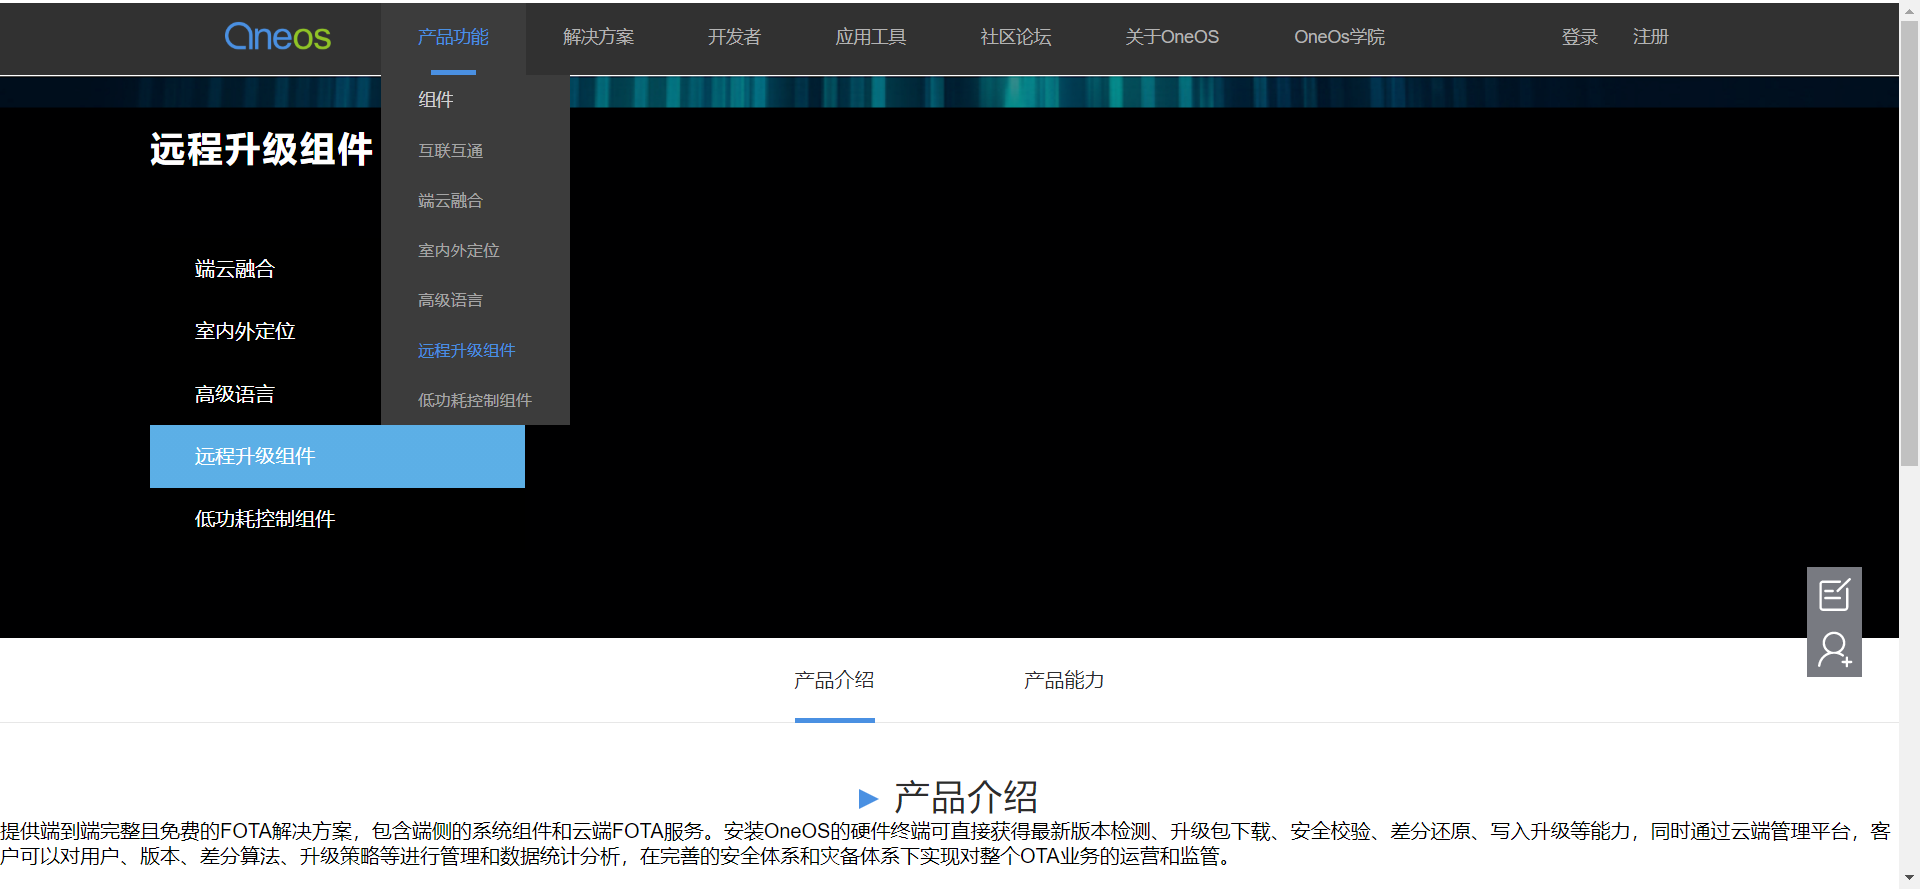 Oneos 产品功能 解决方案 开发者 应用工具 社区论坛 关于OneOS OneOs学院 登录 注册
组件
互联互通
端云融合
室内外定位
高级语言
远程升级组件
低功耗控制组件
远程升级组件
端云融合
室内外定位
高级语言
远程升级组件
低功耗控制组件
产品介绍 产品能力
产品介绍
提供端到端完整且免费的FOTA解决方案，包含端侧的系统组件和云端FOTA服务。安装OneOS的硬件终端可直接获得最新版本检测、升级包下载、安全校验、差分还原、写入升级等能力，同时通过云端管理平台，客
户可以对用户、版本、差分算法、升级策略等进行管理和数据统计分析，在完善的安全体系和灾备体系下实现对整个OTA业务的运营和监管。